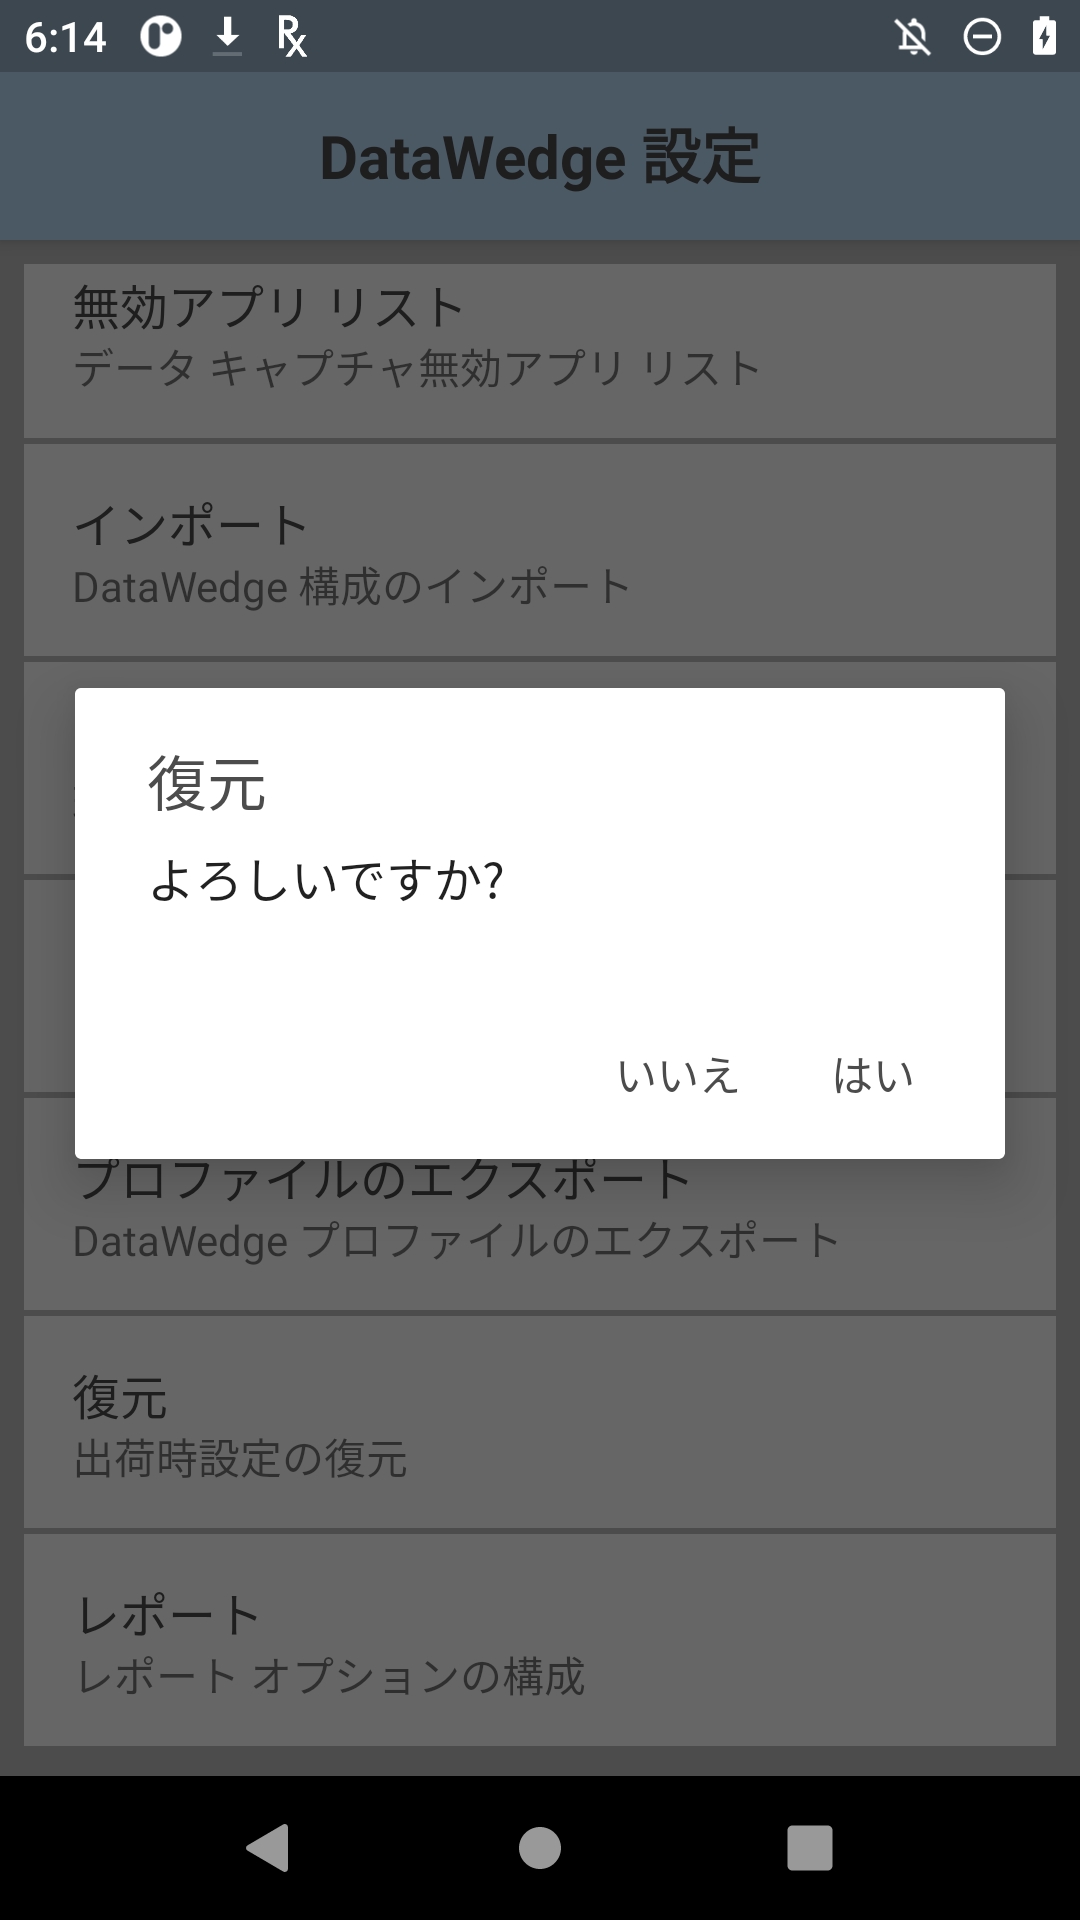 6:14
DataWedge 設定
無効アプリ リスト
データ キャプチャ無効アプリ リスト
インポート
DataWedge 構成のインポート
復元
よろしいですか?
いいえ
はい
プロファイルのエクスポート
DataWedge プロファイルのエクスポート
復元
出荷時設定の復元
レポート
レポート オプションの構成